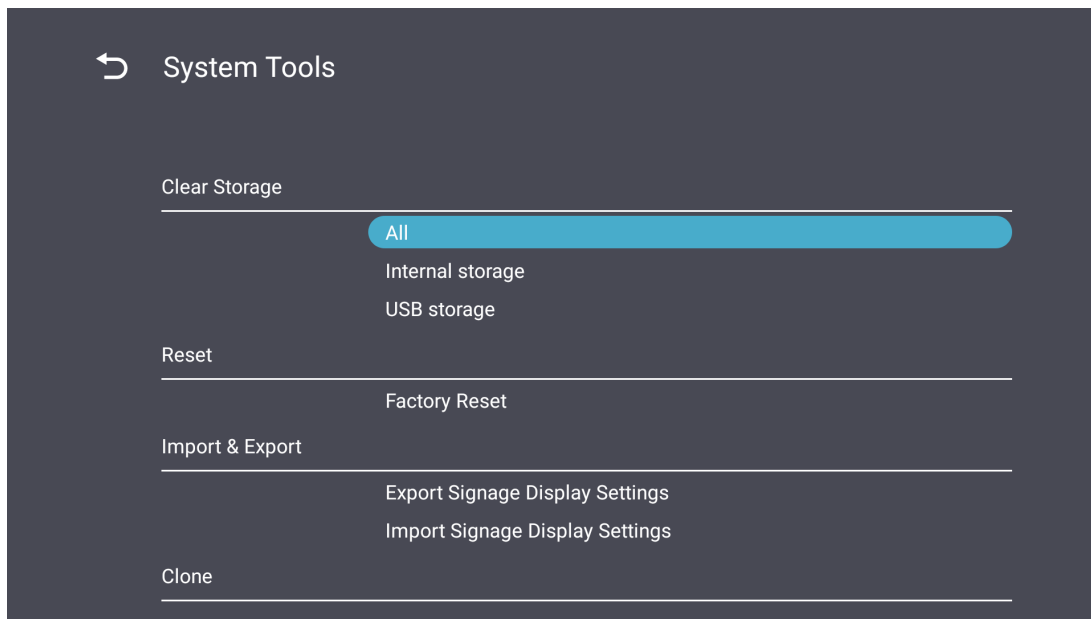 System Tools
Clear Storage
All
Internal storage
USB storage
Reset
Factory Reset
Import & Export
Export Signage Display Settings
Import Signage Display Settings
Clone